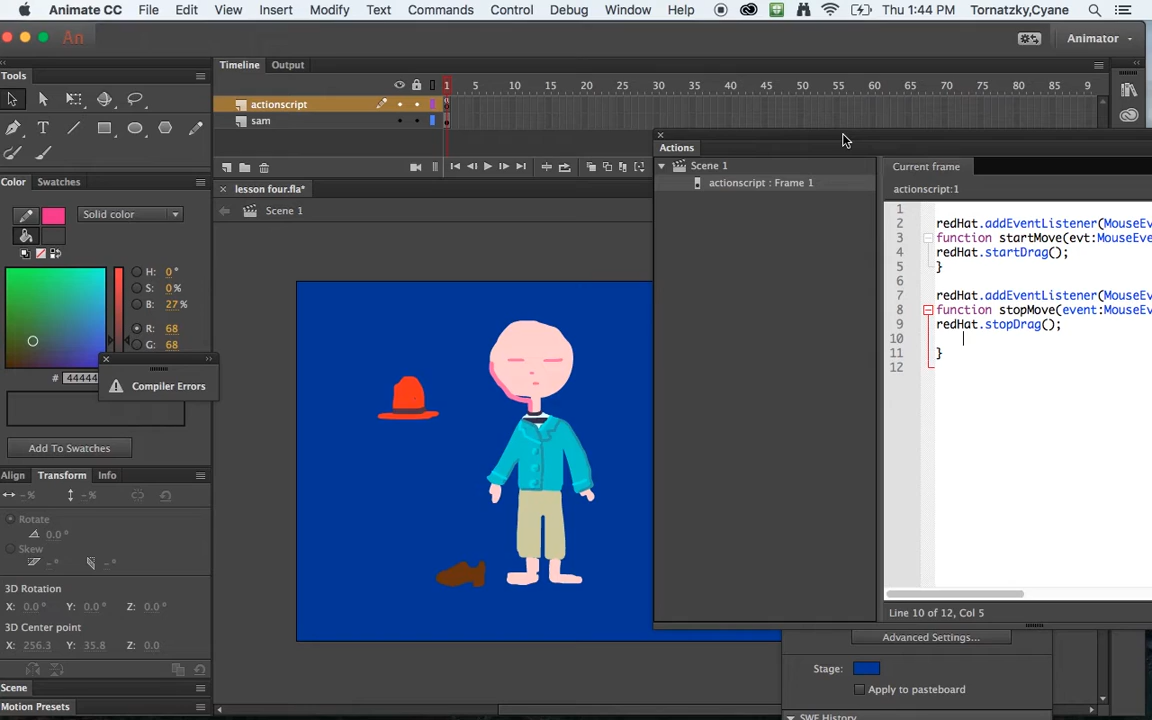 Animate CC File Edit View Insert Modify Text Commands Control Debug Window Help Thu 1:44 PM Tornatzky,Cyane
An Animator
Tools
Timeline Output
1 5 10 15 20 25 30 35 40 45 50 55 60 65 70 75 80 85 9
actionscript
sam
T
Color Swatches
Solid color
H: 0 °
S: 0 %
B: 27 %
R: 68
G: 68
# 44444
Compiler Errors
Add To Swatches
Align Transform Info
-% -%
Rotate
0.0 °
Skew
-° -°
3D Rotation
X: 0.0 ° Y: 0.0 ° Z: 0.0 °
3D Center point
X: 256.3 Y: 35.8 Z: 0.0
Scene
Motion Presets
lesson four.fla*
Scene 1
Actions
Scene 1
actionscript : Frame 1
Current frame
actionscript:1
1
2 redHat.addEventListener(MouseEve
3 function startMove(evt:MouseEve
4 redHat.startDrag();
5 }
6
7 redHat.addEventListener(MouseEve
8 function stopMove(event:MouseEve
9 redHat.stopDrag();
10
11 }
12
Line 10 of 12, Col 5
Advanced Settings...
Stage:
Apply to pasteboard
SWF History